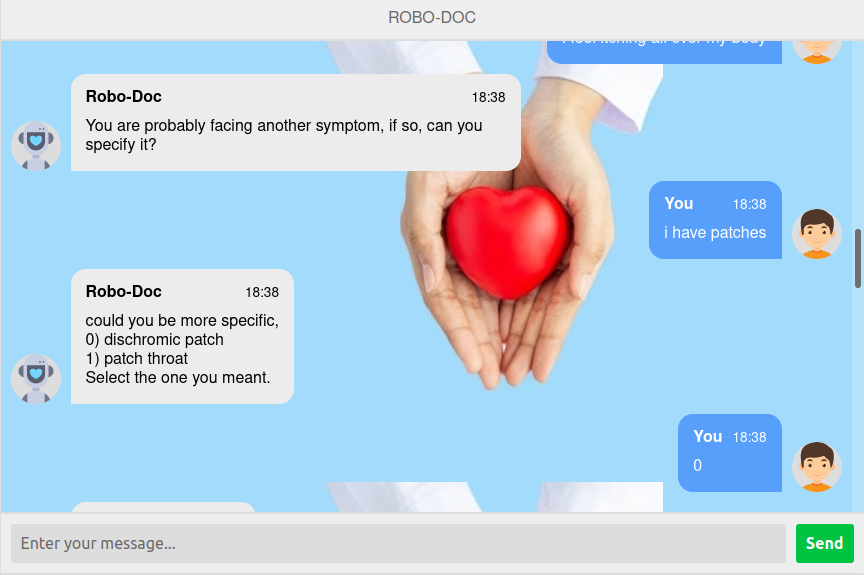 ROBO-DOC
Robo-Doc 18:38
You are probably facing another symptom, if so, can you
specify it?
You 18:38
i have patches
Robo-Doc 18:38
could you be more specific,
0) dischromic patch
1) patch throat
Select the one you meant.
You 18:38
0
Enter your message...
Send